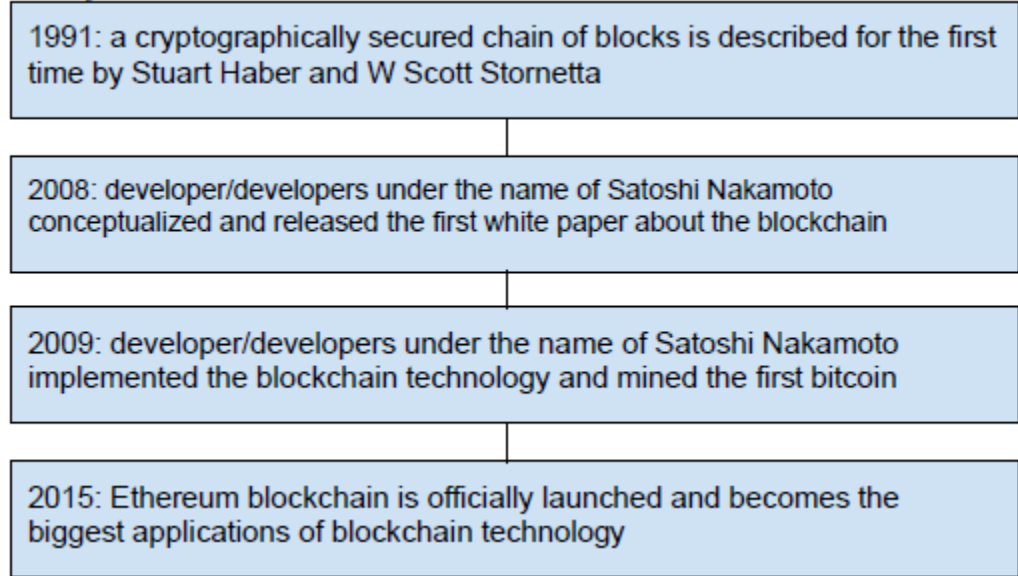 1991: a cryptographically secured chain of blocks is described for the first
time by Stuart Haber and W Scott Stornetta
2008: developer/developers under the name of Satoshi Nakamoto
conceptualized and released the first white paper about the blockchain
2009: developer/developers under the name of Satoshi Nakamoto
implemented the blockchain technology and mined the first bitcoin
2015: Ethereum blockchain is officially launched and becomes the
biggest applications of blockchain technology